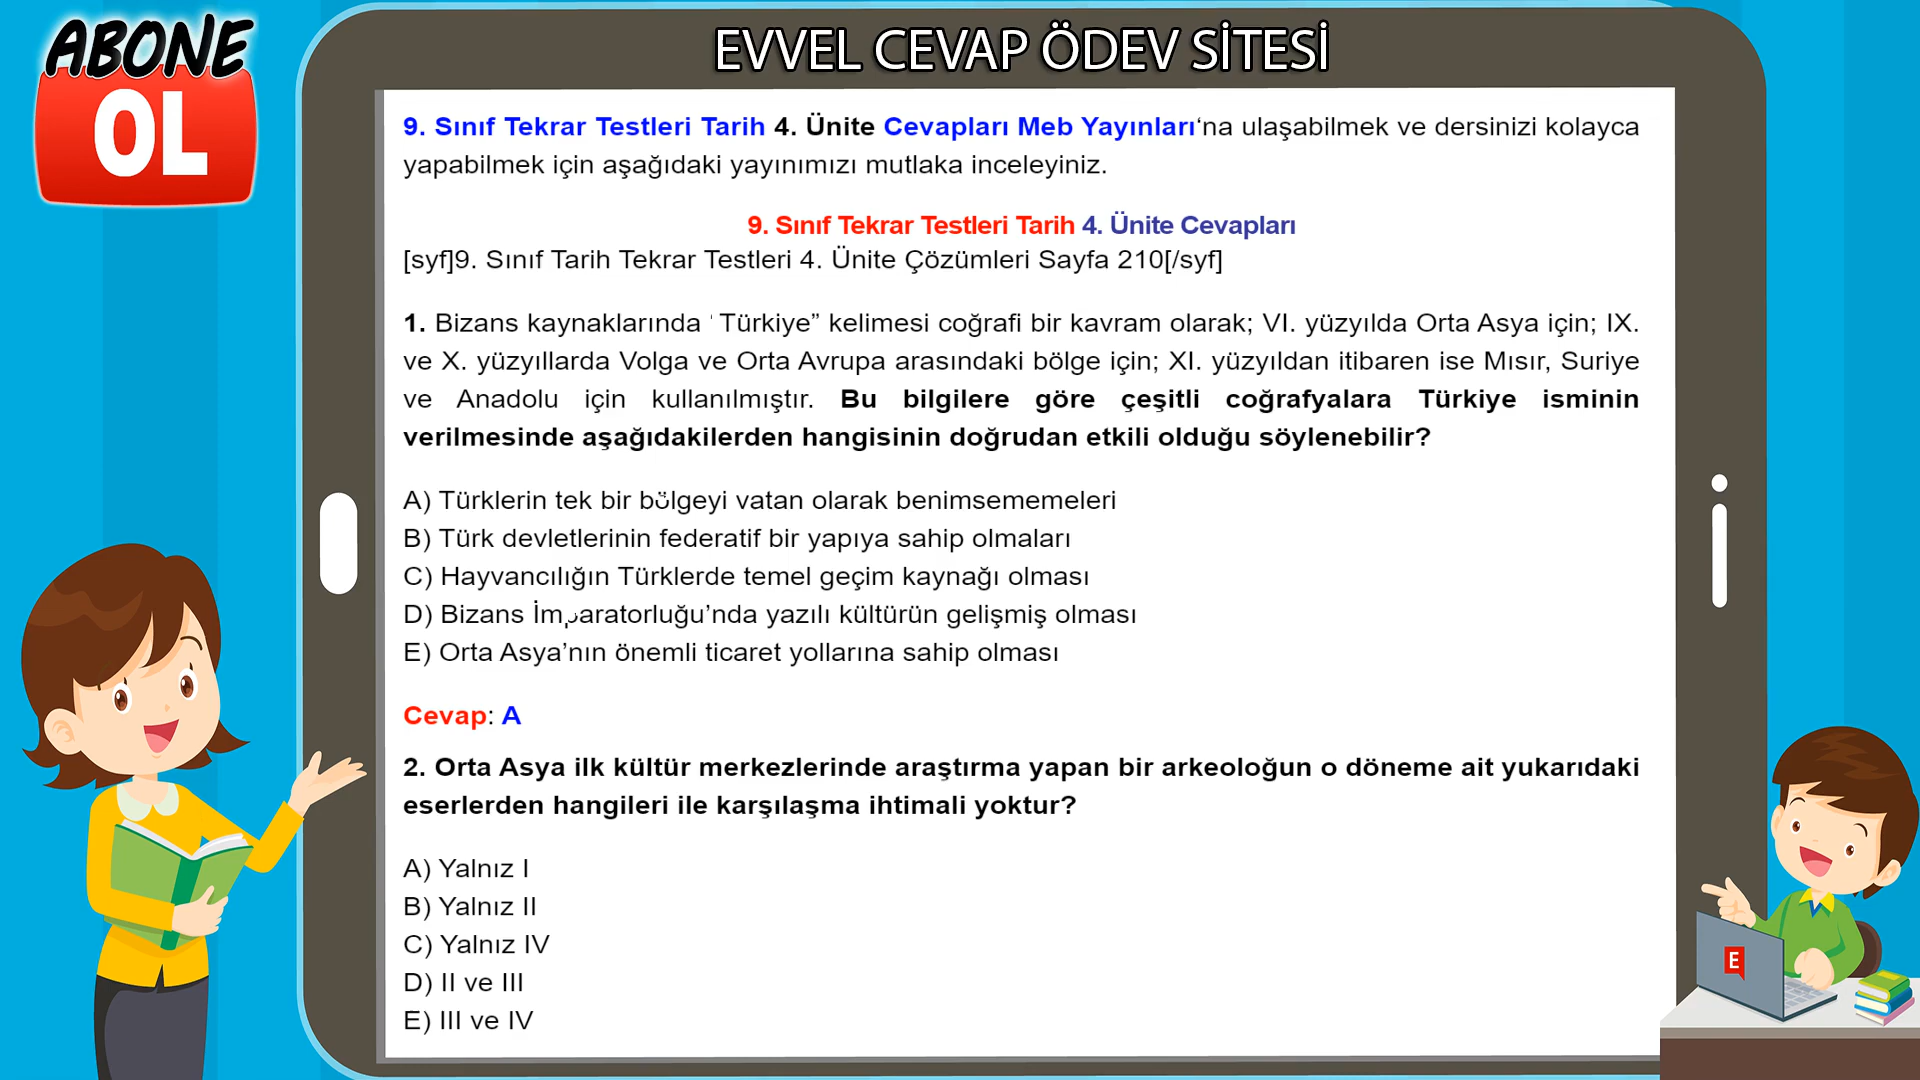 ABONE
OL
EVVEL CEVAP ÖDEV SİTESİ
9. Sınıf Tekrar Testleri Tarih 4. Ünite Cevapları Meb Yayınları‘na ulaşabilmek ve dersinizi kolayca
yapabilmek için aşağıdaki yayınımızı mutlaka inceleyiniz.
9. Sınıf Tekrar Testleri Tarih 4. Ünite Cevapları
[syf]9. Sınıf Tarih Tekrar Testleri 4. Ünite Çözümleri Sayfa 210[/syf]
1. Bizans kaynaklarında ‘ Türkiye” kelimesi coğrafi bir kavram olarak; VI. yüzyılda Orta Asya için; IX.
ve X. yüzyıllarda Volga ve Orta Avrupa arasındaki bölge için; XI. yüzyıldan itibaren ise Mısır, Suriye
ve Anadolu için kullanılmıştır. Bu bilgilere göre çeşitli coğrafyalara Türkiye isminin
verilmesinde aşağıdakilerden hangisinin doğrudan etkili olduğu söylenebilir?
A) Türklerin tek bir bölgeyi vatan olarak benimsememeleri
B) Türk devletlerinin federatif bir yapıya sahip olmaları
C) Hayvancılığın Türklerde temel geçim kaynağı olması
D) Bizans İmparatorluğu’nda yazılı kültürün gelişmiş olması
E) Orta Asya’nın önemli ticaret yollarına sahip olması
Cevap: A
2. Orta Asya ilk kültür merkezlerinde araştırma yapan bir arkeoloğun o döneme ait yukarıdaki
eserlerden hangileri ile karşılaşma ihtimali yoktur?
A) Yalnız I
B) Yalnız II
C) Yalnız IV
D) II ve III
E) III ve IV
E